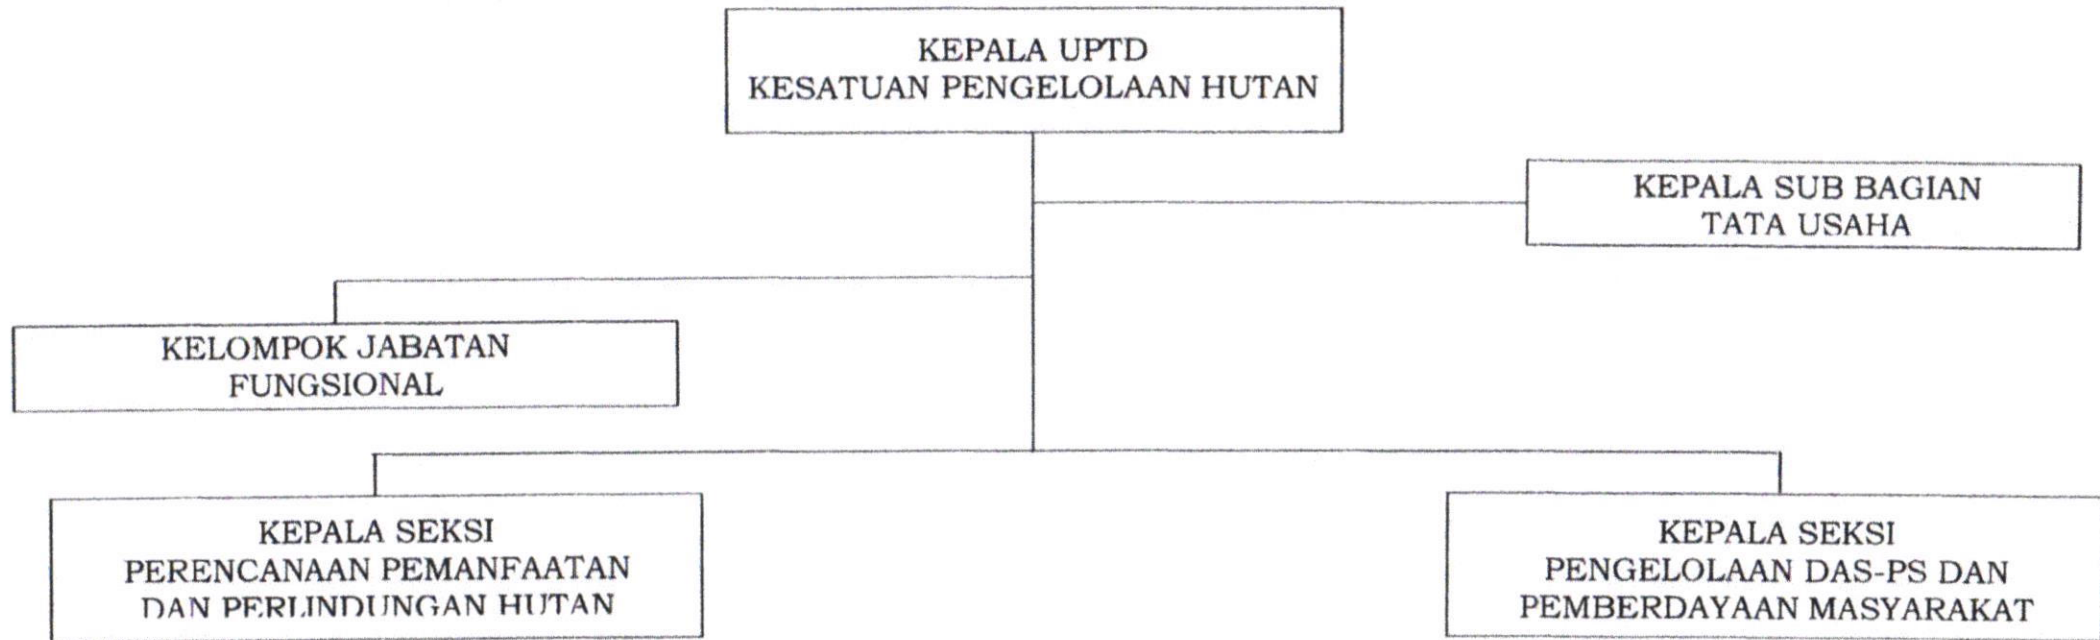 KEPALA UPTD
KESATUAN PENGELOLAAN HUTAN
KEPALA SUB BAGIAN
TATA USAHA
KELOMPOK JABATAN
FUNGSIONAL
KEPALA SEKSI
PERENCANAAN PEMANFAATAN
DAN PERLINDUNGAN HUTAN
KEPALA SEKSI
PENGELOLAAN DAS-PS DAN
PEMBERDAYAAN MASYARAKAT